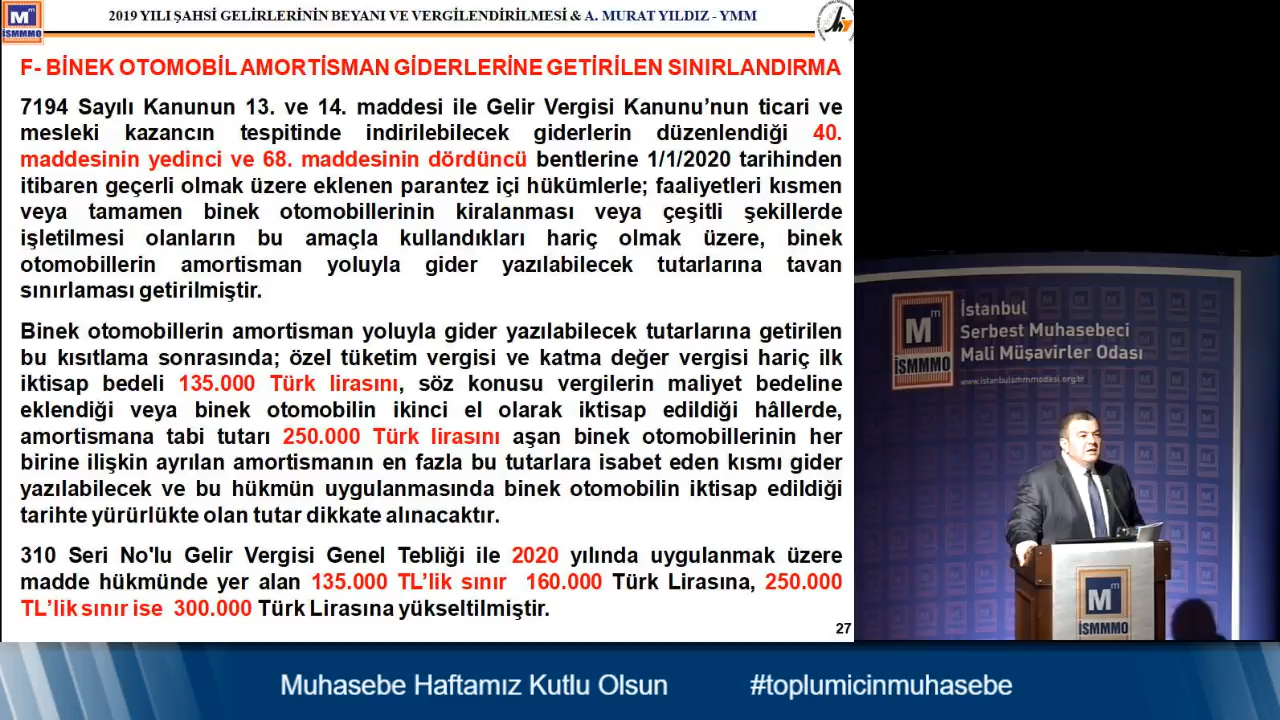 2019 YILI ŞAHSİ GELİRLERİNİN BEYANI VE VERGİLENDİRİLMESİ & A. MURAT YILDIZ - YMM
İSMMMO
F- BİNEK OTOMOBİL AMORTİSMAN GİDERLERİNE GETİRİLEN SINIRLANDIRMA
7194 Sayılı Kanunun 13. ve 14. maddesi ile Gelir Vergisi Kanunu’nun ticari ve
mesleki kazancın tespitinde indirilebilecek giderlerin düzenlendiği 40.
maddesinin yedinci ve 68. maddesinin dördüncü bentlerine 1/1/2020 tarihinden
itibaren geçerli olmak üzere eklenen parantez içi hükümlerle; faaliyetleri kısmen
veya tamamen binek otomobillerinin kiralanması veya çeşitli şekillerde
işletilmesi olanların bu amaçla kullandıkları hariç olmak üzere, binek
otomobillerin amortisman yoluyla gider yazılabilecek tutarlarına tavan
sınırlaması getirilmiştir.
Binek otomobillerin amortisman yoluyla gider yazılabilecek tutarlarına getirilen
bu kısıtlama sonrasında; özel tüketim vergisi ve katma değer vergisi hariç ilk
iktisap bedeli 135.000 Türk lirasını, söz konusu vergilerin maliyet bedeline
eklendiği veya binek otomobilin ikinci el olarak iktisap edildiği hâllerde,
amortismana tabi tutarı 250.000 Türk lirasını aşan binek otomobillerinin her
birine ilişkin ayrılan amortismanın en fazla bu tutarlara isabet eden kısmı gider
yazılabilecek ve bu hükmün uygulanmasında binek otomobilin iktisap edildiği
tarihte yürürlükte olan tutar dikkate alınacaktır.
310 Seri No'lu Gelir Vergisi Genel Tebliği ile 2020 yılında uygulanmak üzere
madde hükmünde yer alan 135.000 TL’lik sınır 160.000 Türk Lirasına, 250.000
TL’lik sınır ise 300.000 Türk Lirasına yükseltilmiştir.
27
Mm
İSMMMO
İstanbul
Serbest Muhasebeci
Mali Müşavirler Odası
www.istanbulsmmmodasi.org.tr
Mm
İSMMMO
Muhasebe Haftamız Kutlu Olsun
#toplumicinmuhasebe